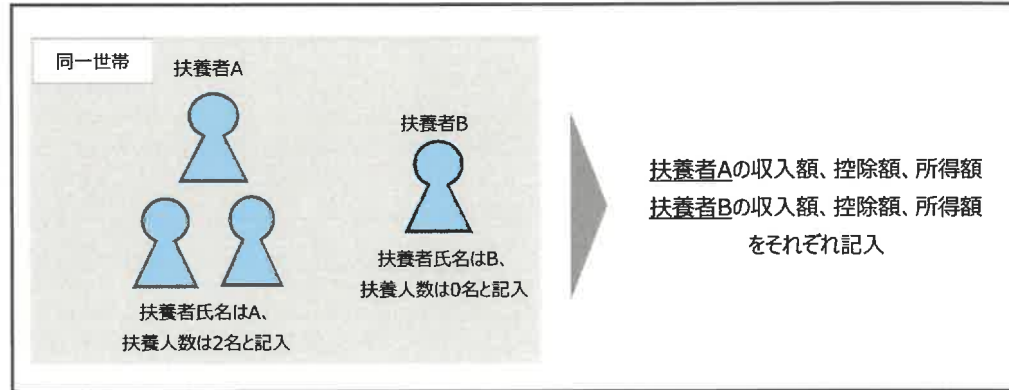 同一世帯
扶養者A
扶養者B
扶養者氏名はB、
扶養人数は0名と記入
扶養者氏名はA、
扶養人数は2名と記入
扶養者Aの収入額、控除額、所得額
扶養者Bの収入額、控除額、所得額
をそれぞれ記入